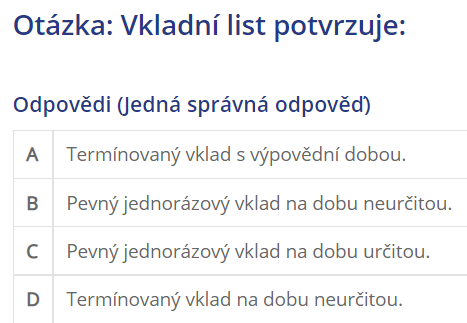 Otázka: Vkladní list potvrzuje:
Odpovědi (Jedná správná odpověď)
A Termínovaný vklad s výpovědní dobou.
B Pevný jednorázový vklad na dobu neurčitou.
C Pevný jednorázový vklad na dobu určitou.
D Termínovaný vklad na dobu neurčitou.